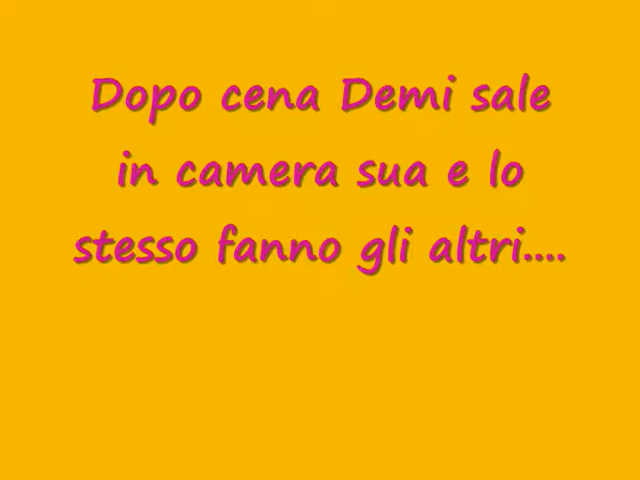 Dopo cena Demi sale
in camera sua e lo
stesso fanno gli altri....